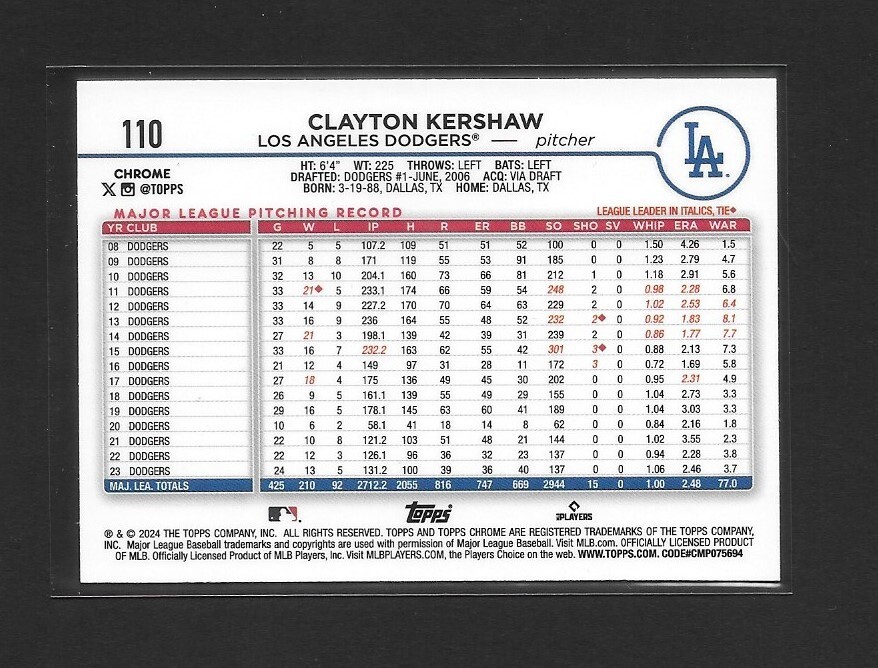 110
CLAYTON KERSHAW
LOS ANGELES DODGERS® — pitcher
LA
CHROME
X @TOPPS
HT: 6'4" WT: 225 THROWS: LEFT BATS: LEFT
DRAFTED: DODGERS #1-JUNE, 2006 ACQ: VIA DRAFT
BORN: 3-19-88, DALLAS, TX HOME: DALLAS, TX
MAJOR LEAGUE PITCHING RECORD LEAGUE LEADER IN ITALICS, TIE◆
YR CLUB G W L IP H R ER BB SO SHO SV WHIP ERA WAR
08 DODGERS 22 5 5 107.2 109 51 51 52 100 0 0 1.50 4.26 1.5
09 DODGERS 31 8 8 171 119 55 53 91 185 0 0 1.23 2.79 4.7
10 DODGERS 32 13 10 204.1 160 73 66 81 212 1 0 1.18 2.91 5.6
11 DODGERS 33 21◆ 5 233.1 174 66 59 54 248 2 0 0.98 2.28 6.8
12 DODGERS 33 14 9 227.2 170 70 64 63 229 2 0 1.02 2.53 6.4
13 DODGERS 33 16 9 236 164 55 48 52 232 2◆ 0 0.92 1.83 8.1
14 DODGERS 27 21 3 198.1 139 42 39 31 239 2 0 0.86 1.77 7.7
15 DODGERS 33 16 7 232.2 163 62 55 42 301 3◆ 0 0.88 2.13 7.3
16 DODGERS 21 12 4 149 97 31 28 11 172 3 0 0.72 1.69 5.8
17 DODGERS 27 18 4 175 136 49 45 30 202 0 0 0.95 2.31 4.9
18 DODGERS 26 9 5 161.1 139 55 49 29 155 0 0 1.04 2.73 3.3
19 DODGERS 29 16 5 178.1 145 63 60 41 189 0 0 1.04 3.03 3.3
20 DODGERS 10 6 2 58.1 41 18 14 8 62 0 0 0.84 2.16 1.8
21 DODGERS 22 10 8 121.2 103 51 48 21 144 0 0 1.02 3.55 2.3
22 DODGERS 22 12 3 126.1 96 36 32 23 137 0 0 0.94 2.28 3.8
23 DODGERS 24 13 5 131.2 100 39 36 40 137 0 0 1.06 2.46 3.7
MAJ. LEA. TOTALS 425 210 92 2712.2 2055 816 747 669 2944 15 0 1.00 2.48 77.0
Topps
PLAYERS
® & © 2024 THE TOPPS COMPANY, INC. ALL RIGHTS RESERVED. TOPPS AND TOPPS CHROME ARE REGISTERED TRADEMARKS OF THE TOPPS COMPANY,
INC. Major League Baseball trademarks and copyrights are used with permission of Major League Baseball. Visit MLB.com. OFFICIALLY LICENSED PRODUCT
OF MLB. Officially Licensed Product of MLB Players, Inc. Visit MLBPLAYERS.COM, the Players Choice on the web. WWW.TOPPS.COM. CODE#CMP075694